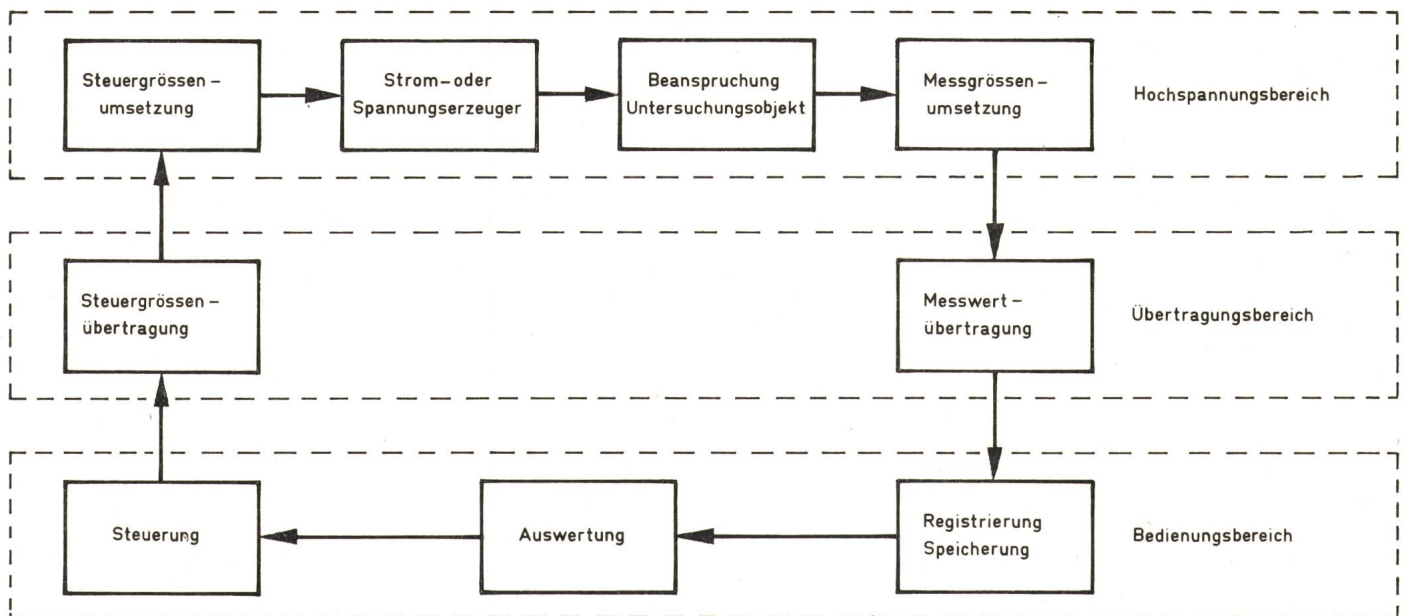 Steuergrössen –
umsetzung
Strom – oder
Spannungserzeuger
Beanspruchung
Untersuchungsobjekt
Messgrössen –
umsetzung
Hochspannungsbereich
Steuergrössen –
übertragung
Messwert –
übertragung
Übertragungsbereich
Steuerung
Auswertung
Registrierung
Speicherung
Bedienungsbereich